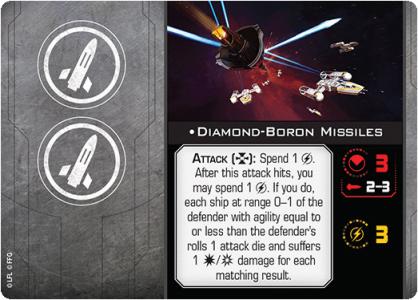 •Diamond-Boron Missiles
Attack (): Spend 1 .
After this attack hits, you
may spend 1 . If you do,
each ship at range 0–1 of the
defender with agility equal to
or less than the defender's
rolls 1 attack die and suffers
1 / damage for each
matching result.
3
2–3
3
© LFL © FFG